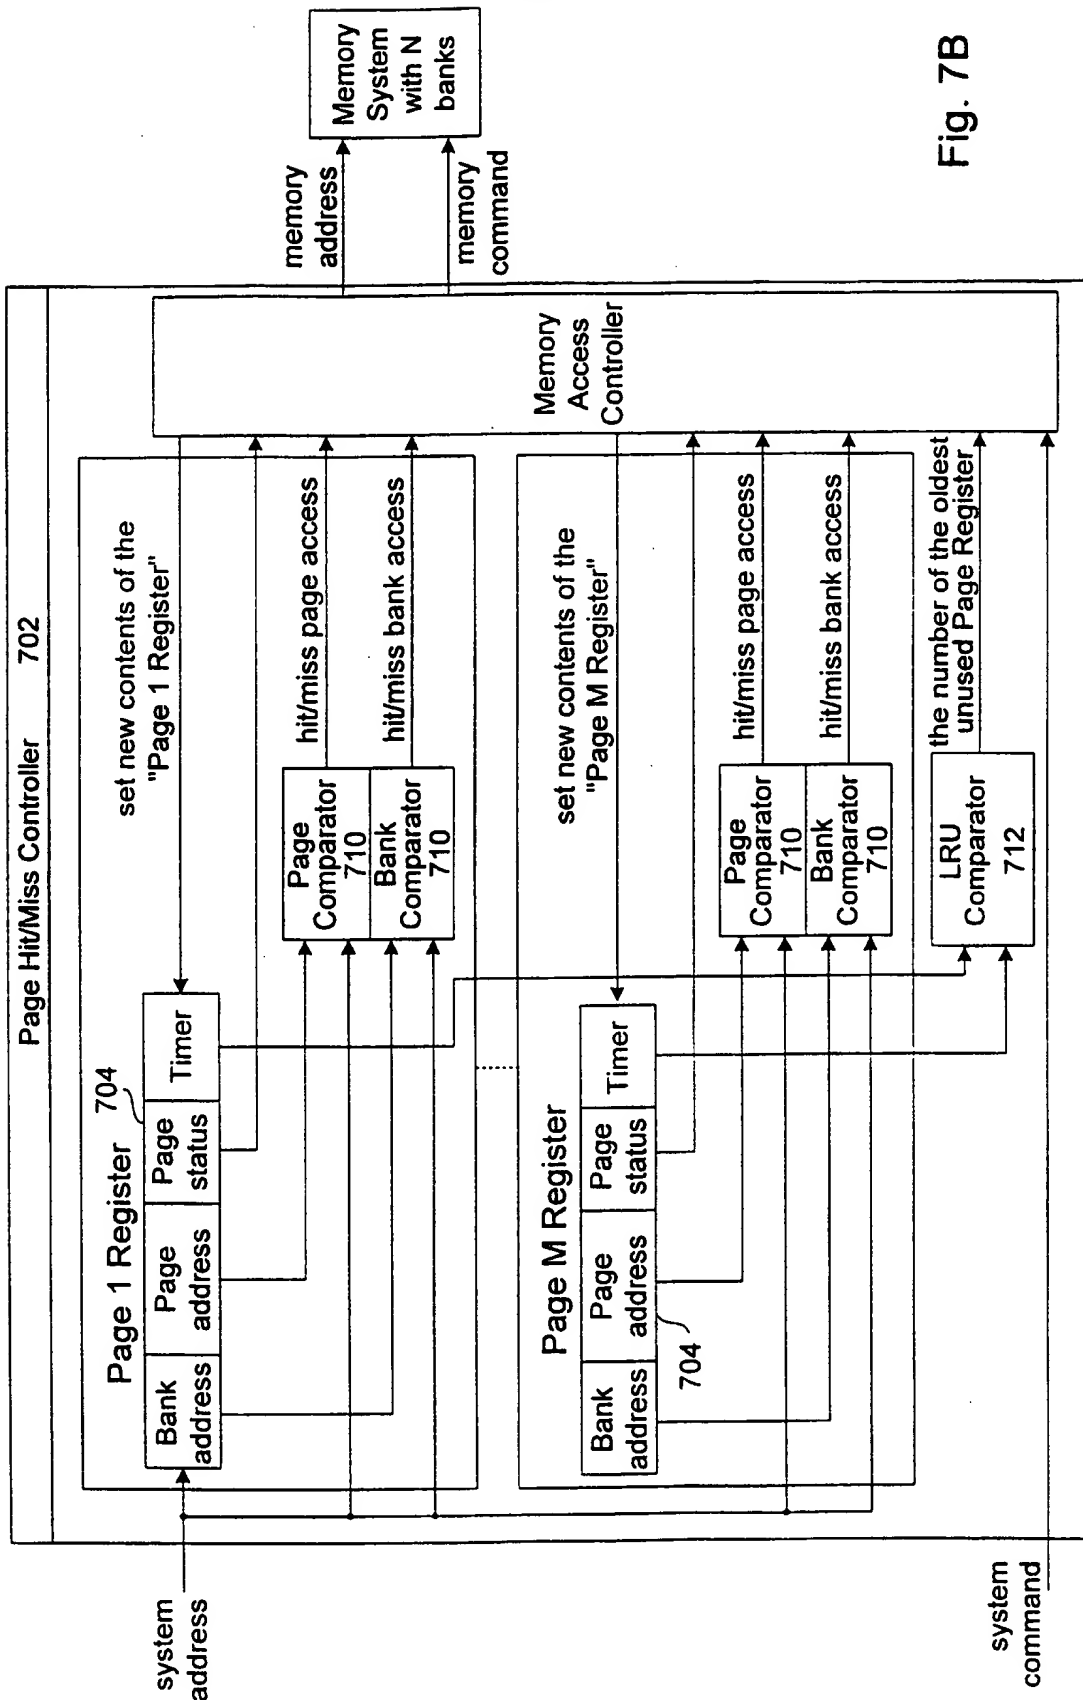 Page Hit/Miss Controller 702
system
address
Page 1 Register
704
Bank
address
Page
address
Page
status
Timer
set new contents of the
"Page 1 Register"
Page
Comparator
710
Bank
Comparator
710
hit/miss page access
hit/miss bank access
Page M Register
704
Bank
address
Page
address
Page
status
Timer
set new contents of the
"Page M Register"
Page
Comparator
710
Bank
Comparator
710
hit/miss page access
hit/miss bank access
LRU
Comparator
712
the number of the oldest
unused Page Register
system
command
Memory
Access
Controller
memory
address
memory
command
Memory
System
with N
banks
Fig. 7B